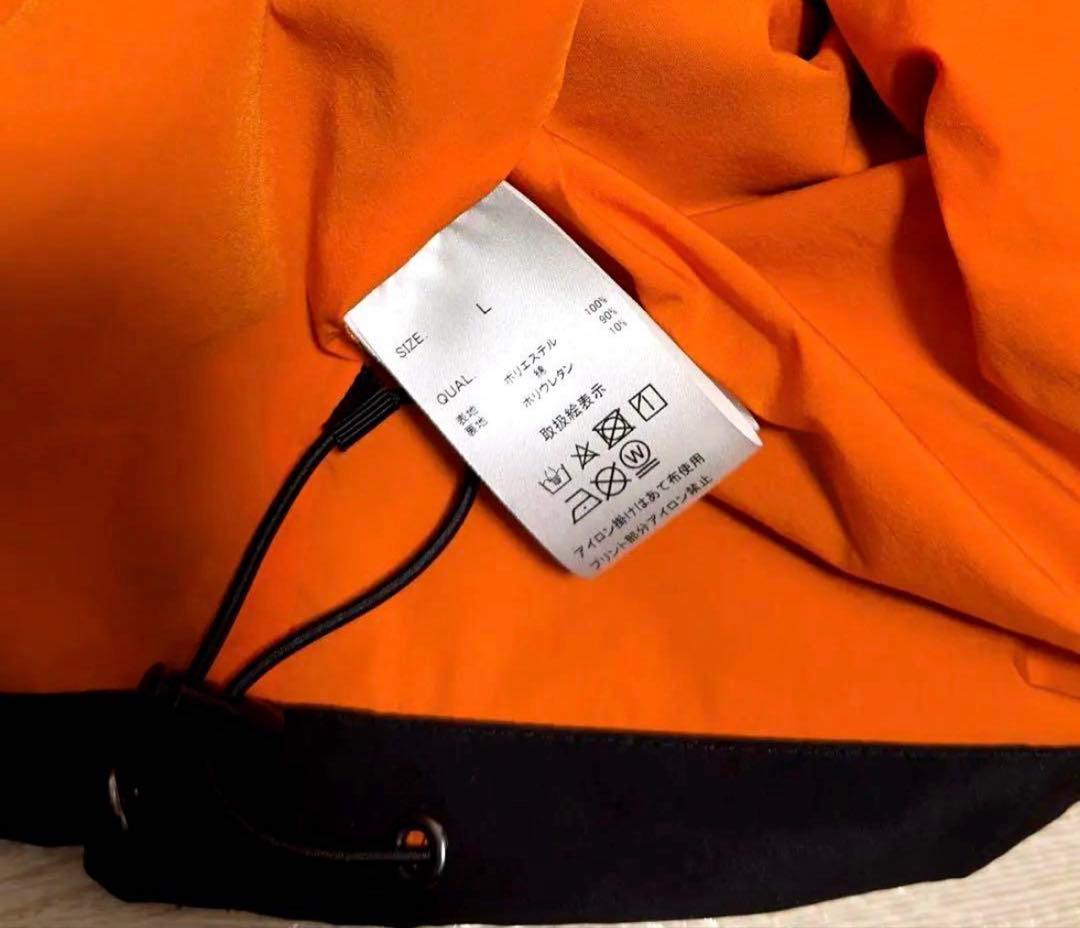 SIZE. L
QUAL.
表地 ポリエステル 100%
裏地 綿 90%
ポリウレタン 10%
取扱絵表示
W
アイロン掛けはあて布使用
プリント部分アイロン禁止